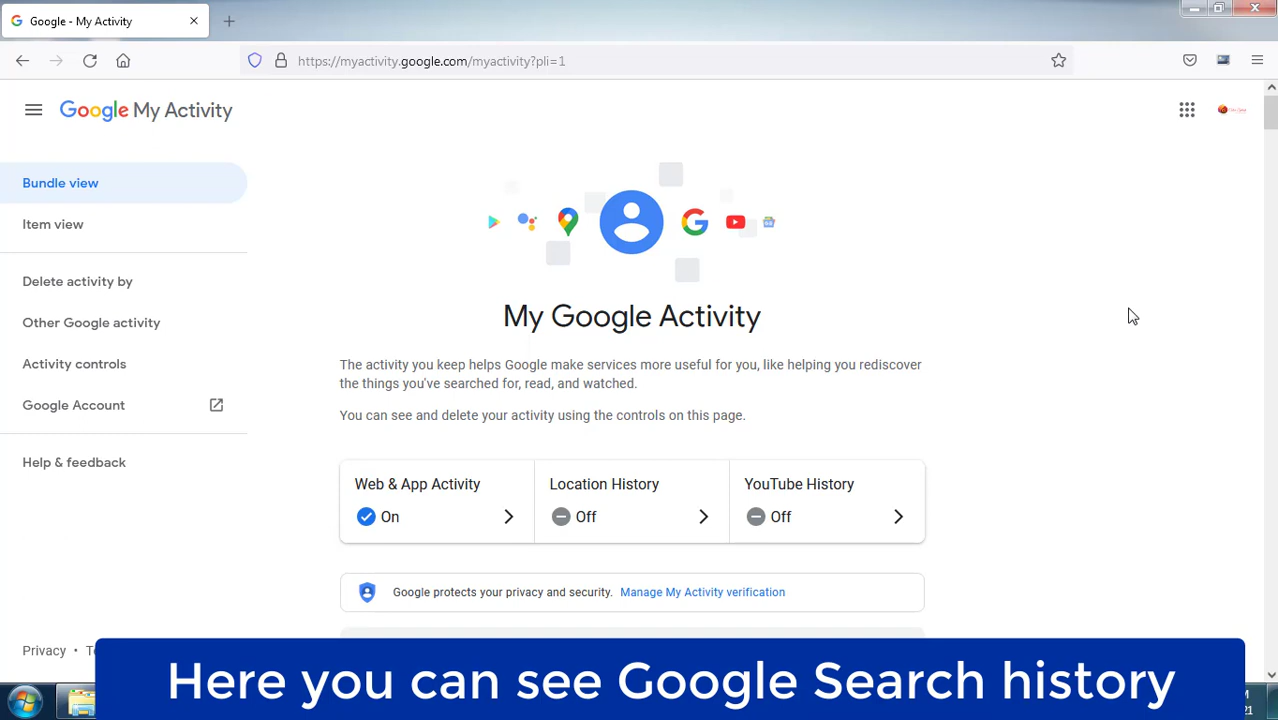 Google - My Activity
https://myactivity.google.com/myactivity?pli=1
Google My Activity
Bundle view
Item view
Delete activity by
Other Google activity
Activity controls
Google Account
Help & feedback
My Google Activity
The activity you keep helps Google make services more useful for you, like helping you rediscover
the things you've searched for, read, and watched.
You can see and delete your activity using the controls on this page.
Web & App Activity
On
Location History
Off
YouTube History
Off
Google protects your privacy and security. Manage My Activity verification
Privacy •
Here you can see Google Search history